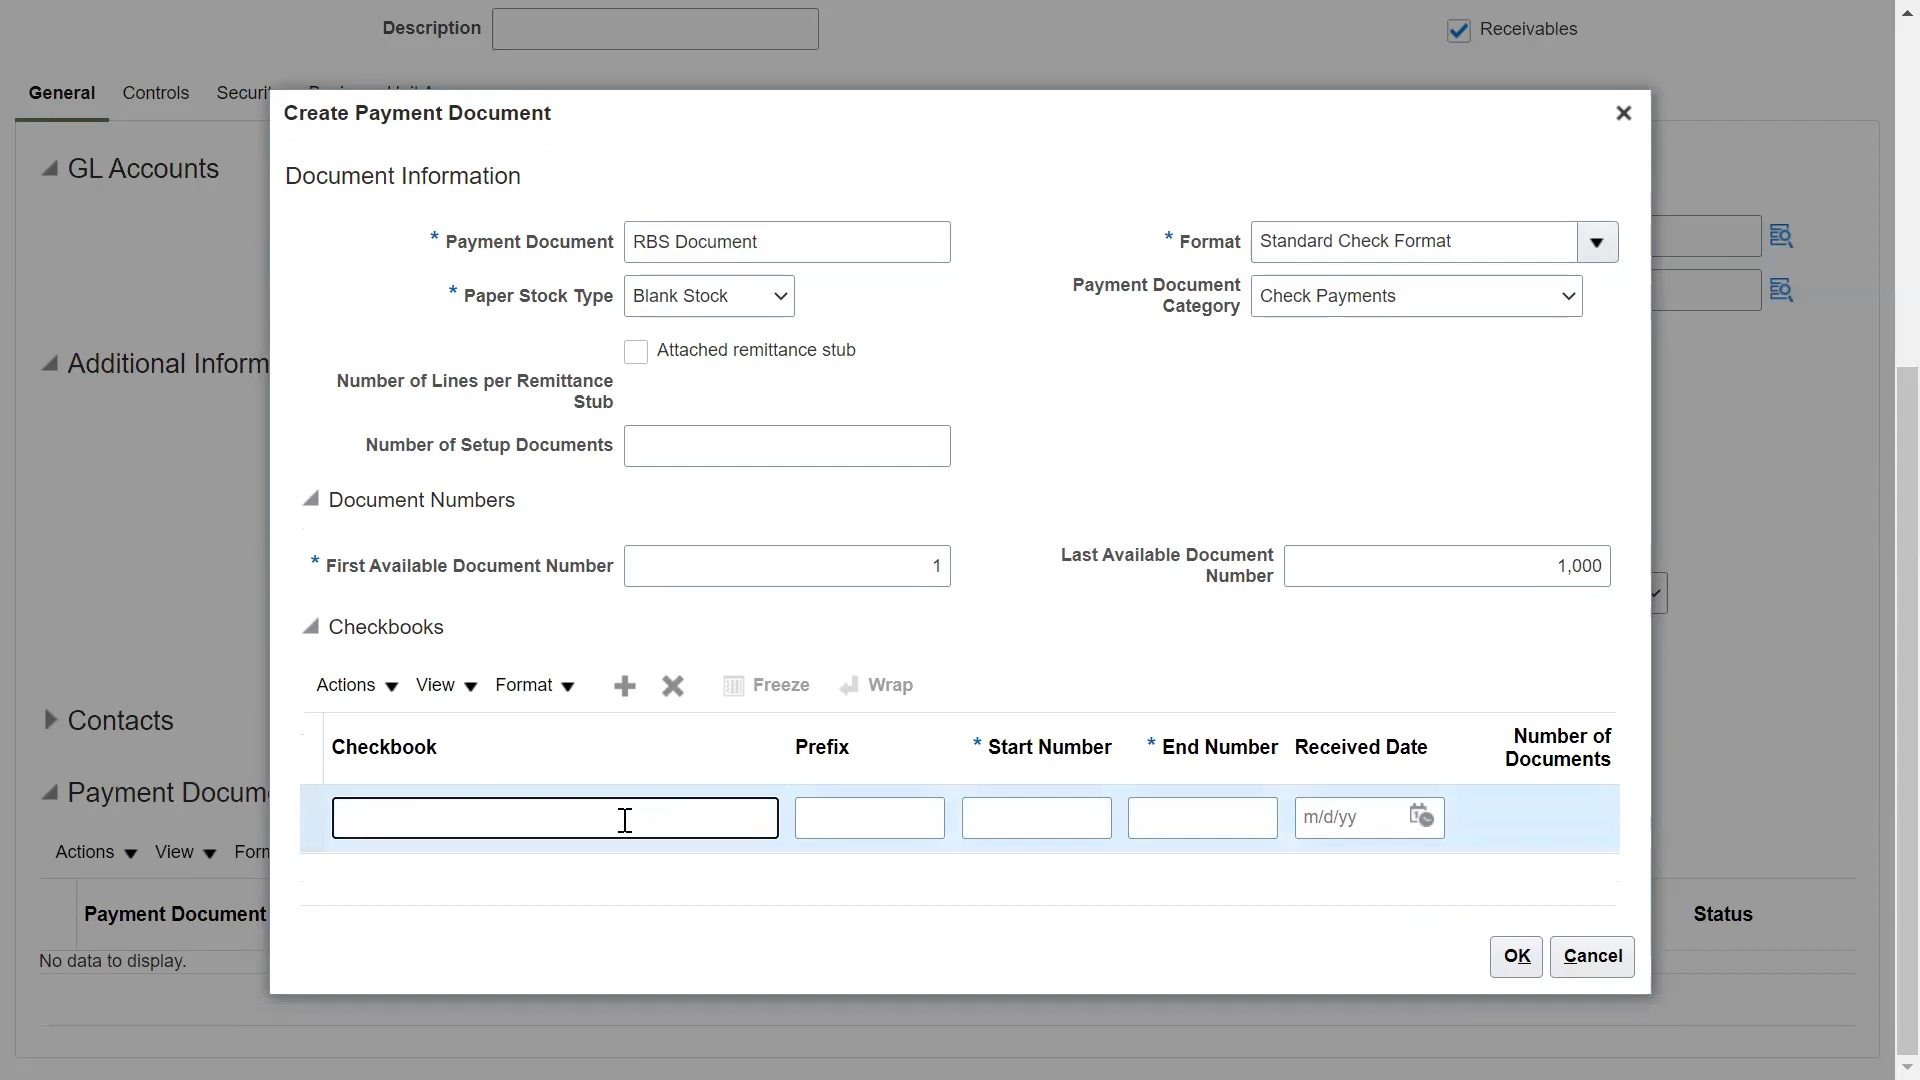 Description
Receivables
General Controls
Create Payment Document
GL Accounts
Document Information
* Payment Document RBS Document
* Format Standard Check Format
* Paper Stock Type Blank Stock
Payment Document
Category Check Payments
Attached remittance stub
Additional Inform
Number of Lines per Remittance
Stub
Number of Setup Documents
Document Numbers
* First Available Document Number 1
Last Available Document
Number 1,000
Checkbooks
Actions View Format Freeze Wrap
Contacts
Checkbook Prefix * Start Number * End Number Received Date Number of
Documents
Payment Docum
m/d/yy
Actions View Forn
Payment Document Status
No data to display.
OK Cancel